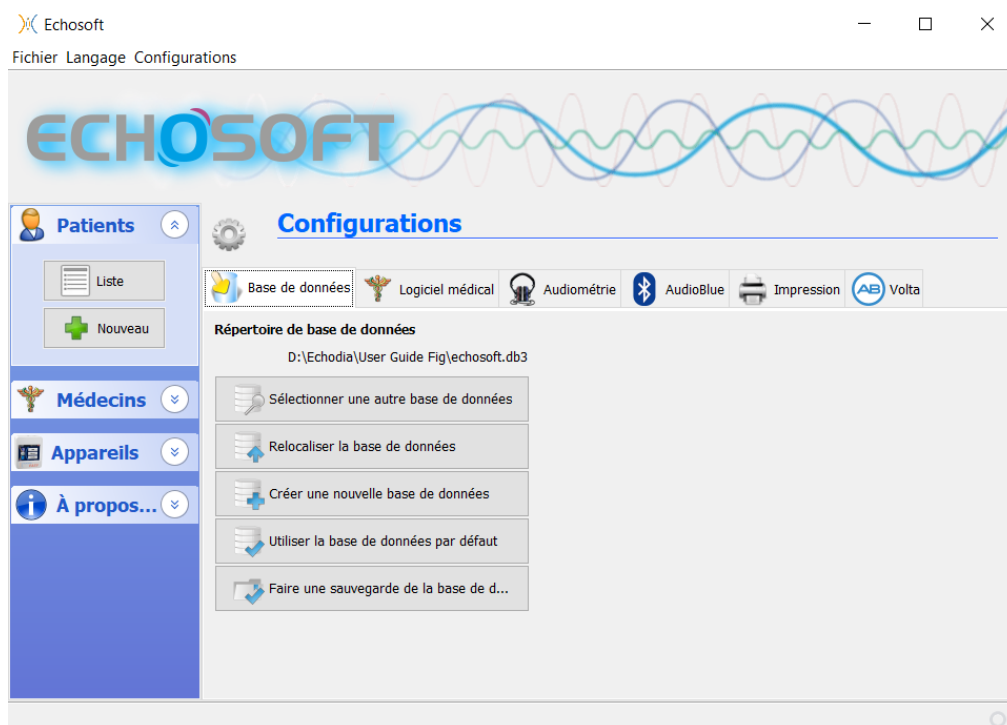 Echosoft
Fichier Langage Configurations
ECHOSOFT
Patients
Liste
Nouveau
Médecins
Appareils
À propos...
Configurations
Base de données Logiciel médical Audiométrie AudioBlue Impression AB Volta
Répertoire de base de données
D:\Echodia\User Guide Fig\echosoft.db3
Sélectionner une autre base de données
Relocaliser la base de données
Créer une nouvelle base de données
Utiliser la base de données par défaut
Faire une sauvegarde de la base de d...